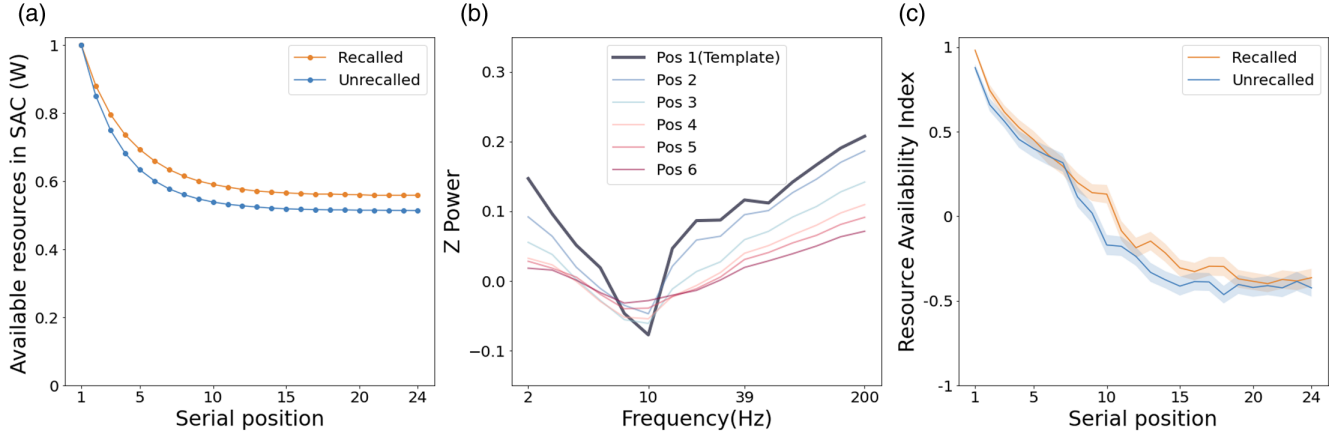 (a)
Available resources in SAC (W)
1
0.8
0.6
0.4
0.2
0
Recalled
Unrecalled
1
5
10
15
20
24
Serial position
(b)
Z Power
0.3
0.2
0.1
0.0
−0.1
Pos 1(Template)
Pos 2
Pos 3
Pos 4
Pos 5
Pos 6
2
10
39
200
Frequency(Hz)
(c)
Resource Availability Index
1
0.5
0
-0.5
-1
Recalled
Unrecalled
1
5
10
15
20
24
Serial position